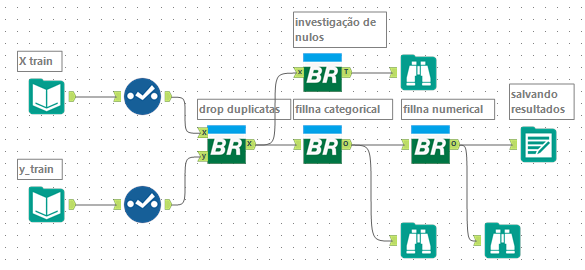 investigação de
nulos
X train
BR
x
T
salvando
resultados
drop duplicatas
fillna categorical
fillna numerical
x
y
BR
X
BR
O
BR
O
y_train